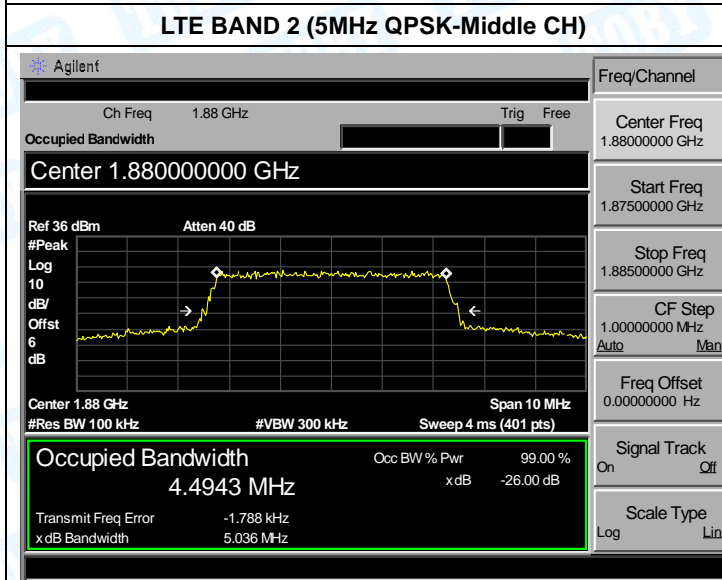 LTE BAND 2 (5MHz QPSK-Middle CH)
Agilent
Ch Freq 1.88 GHz Trig Free
Occupied Bandwidth
Center 1.880000000 GHz
Ref 36 dBm Atten 40 dB
#Peak
Log
10
dB/
Offst
6
dB
Center 1.88 GHz Span 10 MHz
#Res BW 100 kHz #VBW 300 kHz Sweep 4 ms (401 pts)
Occupied Bandwidth Occ BW % Pwr 99.00 %
4.4943 MHz x dB -26.00 dB
Transmit Freq Error -1.788 kHz
x dB Bandwidth 5.036 MHz
Freq/Channel
Center Freq
1.88000000 GHz
Start Freq
1.87500000 GHz
Stop Freq
1.88500000 GHz
CF Step
1.00000000 MHz
Auto Man
Freq Offset
0.00000000 Hz
Signal Track
On Off
Scale Type
Log Lin